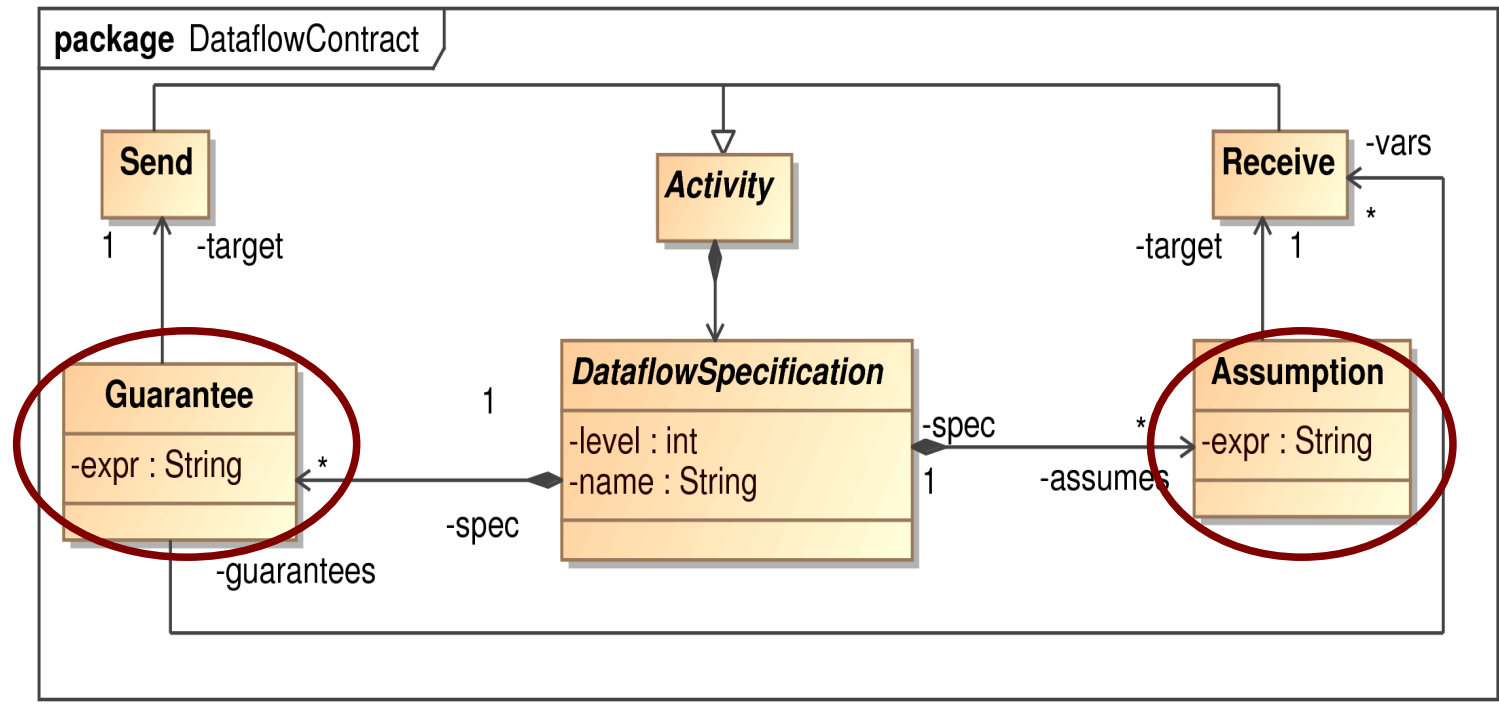 package DataflowContract
Send
Activity
Receive
-vars
*
1
-target
-target
1
Guarantee
-expr : String
1
*
-spec
-guarantees
DataflowSpecification
-level : int
-name : String
-spec
1
*
-assumes
Assumption
-expr : String